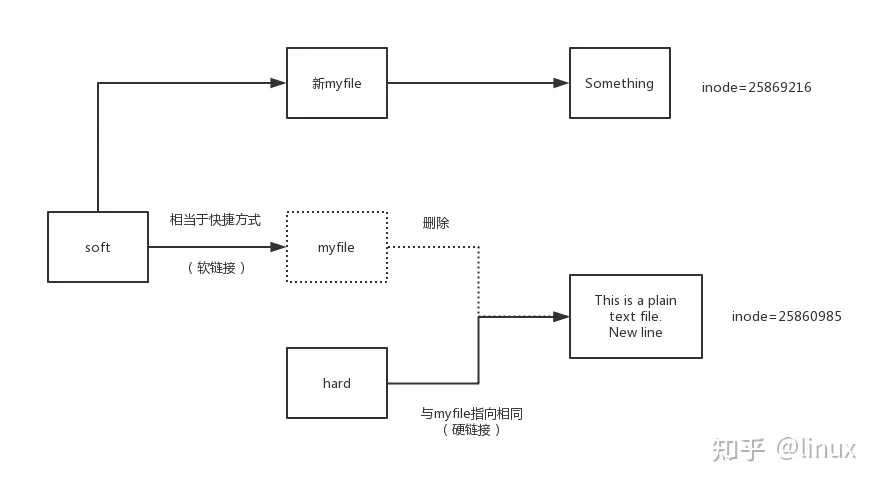 新myfile
Something
inode=25869216
相当于快捷方式
删除
soft
myfile
（软链接）
This is a plain
text file.
New line
inode=25860985
hard
与myfile指向相同
（硬链接）
知乎 @linux